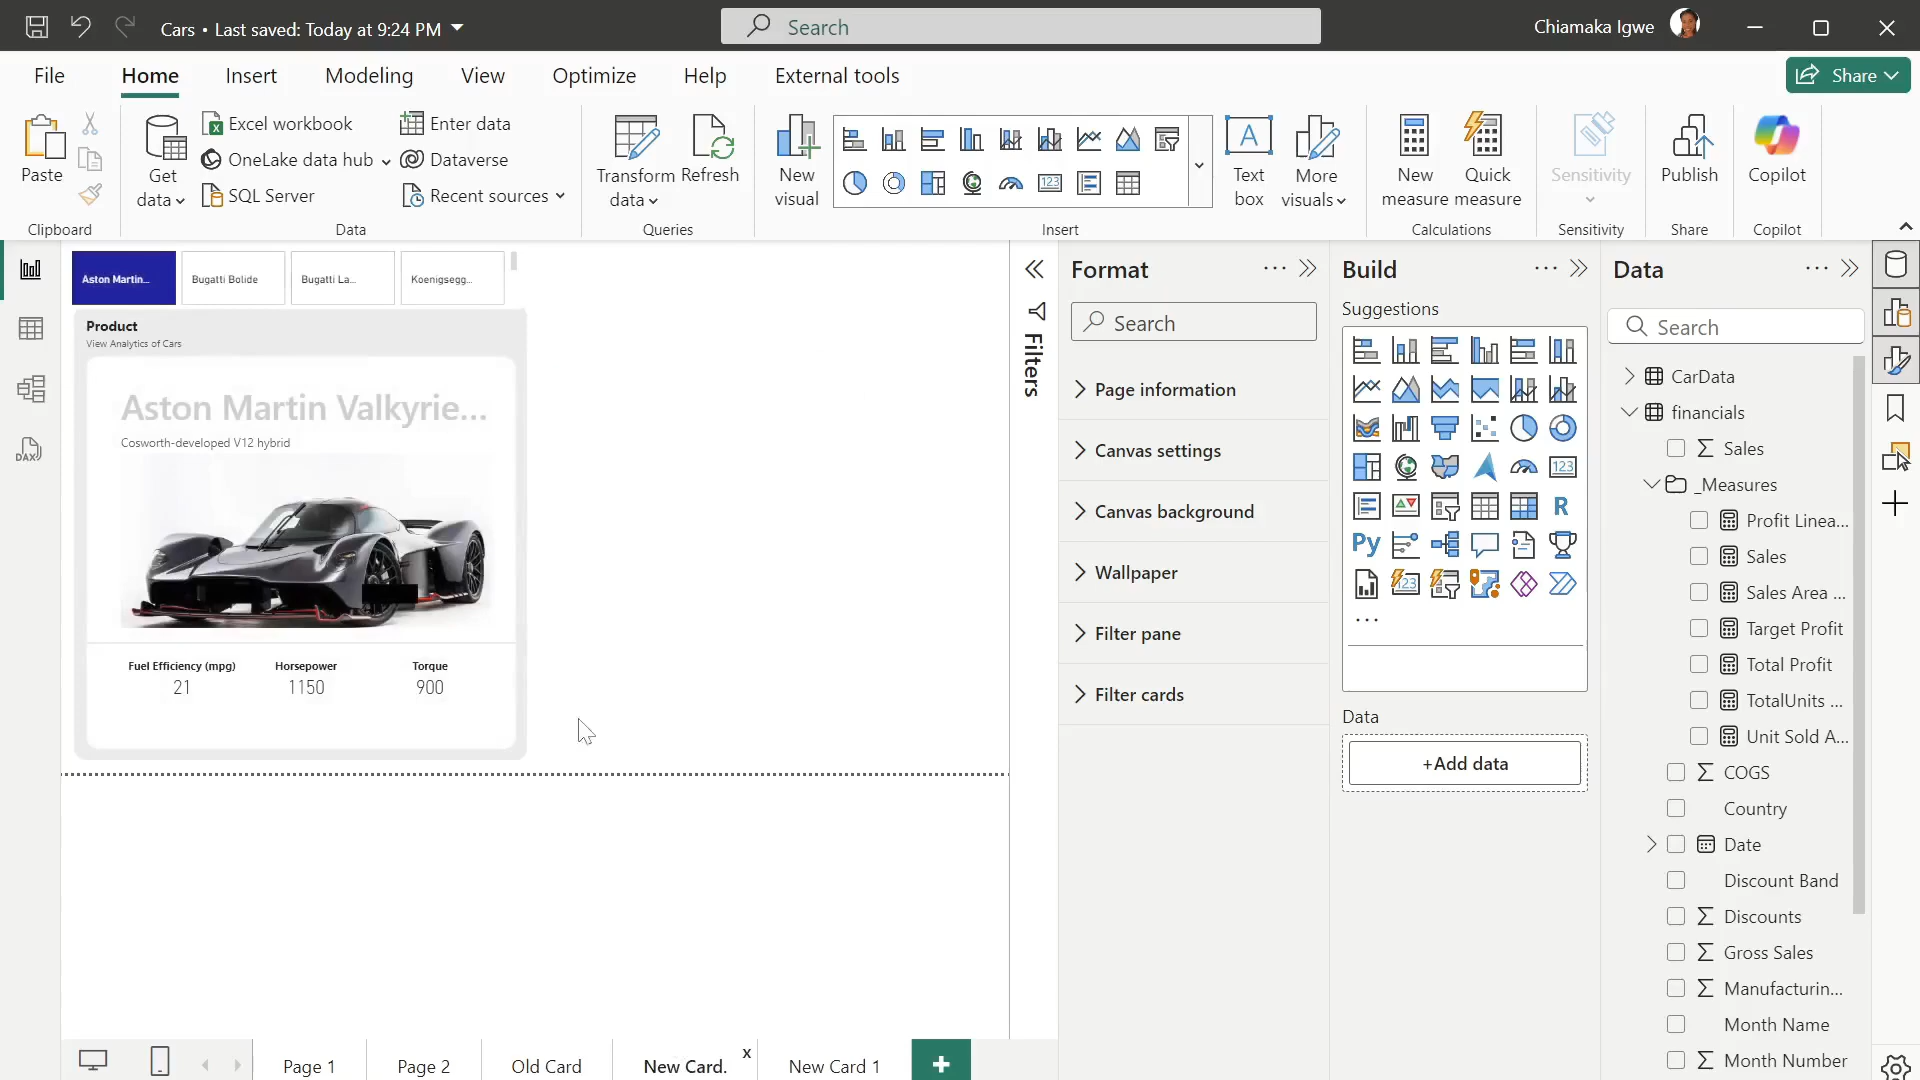 Cars • Last saved: Today at 9:24 PM
Search
Chiamaka Igwe
File
Home
Insert
Modeling
View
Optimize
Help
External tools
Share
Paste
Clipboard
Get data
Excel workbook
OneLake data hub
SQL Server
Enter data
Dataverse
Recent sources
Data
Transform data
Refresh
Queries
New visual
Text box
More visuals
Insert
New measure
Quick measure
Calculations
Sensitivity
Sensitivity
Publish
Share
Copilot
Copilot
DAX
Aston Martin...
Bugatti Bolide
Bugatti La...
Koenigsegg...
Product
View Analytics of Cars
Aston Martin Valkyrie...
Cosworth-developed V12 hybrid
Fuel Efficiency (mpg)
21
Horsepower
1150
Torque
900
Filters
Format
Search
Page information
Canvas settings
Canvas background
Wallpaper
Filter pane
Filter cards
Build
Suggestions
123
R
Py
123
Data
+Add data
Data
Search
CarData
financials
Sales
_Measures
Profit Linea...
Sales
Sales Area ...
Target Profit
Total Profit
TotalUnits ...
Unit Sold A...
COGS
Country
Date
Discount Band
Discounts
Gross Sales
Manufacturin...
Month Name
Month Number
Page 1
Page 2
Old Card
New Card.
x
New Card 1